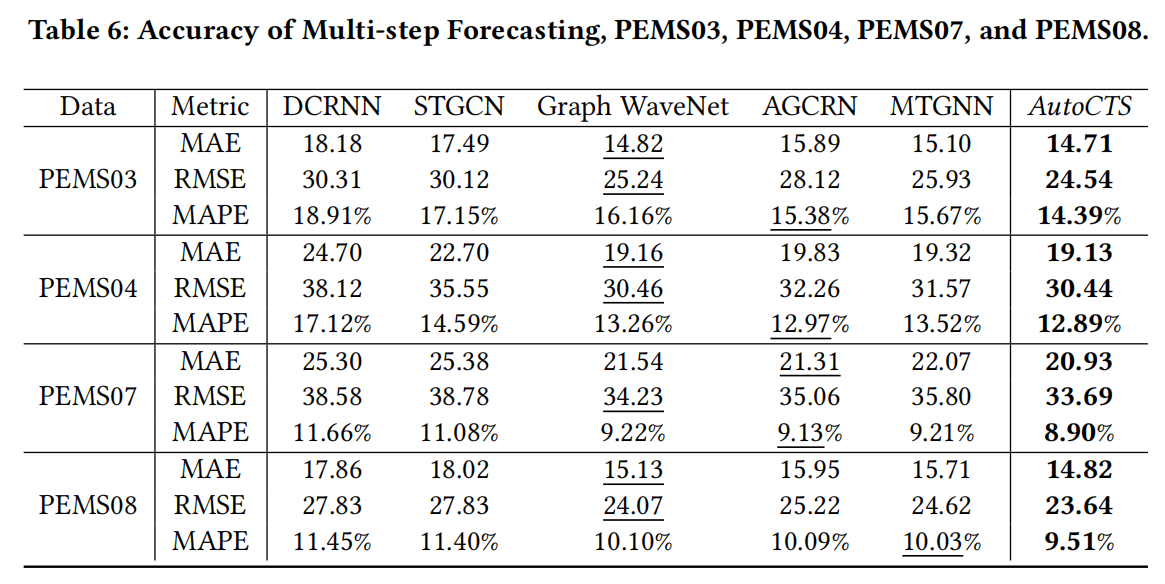 Table 6: Accuracy of Multi-step Forecasting, PEMS03, PEMS04, PEMS07, and PEMS08.
Data Metric DCRNN STGCN Graph WaveNet AGCRN MTGNN AutoCTS
MAE 18.18 17.49 14.82 15.89 15.10 14.71
PEMS03 RMSE 30.31 30.12 25.24 28.12 25.93 24.54
MAPE 18.91% 17.15% 16.16% 15.38% 15.67% 14.39%
MAE 24.70 22.70 19.16 19.83 19.32 19.13
PEMS04 RMSE 38.12 35.55 30.46 32.26 31.57 30.44
MAPE 17.12% 14.59% 13.26% 12.97% 13.52% 12.89%
MAE 25.30 25.38 21.54 21.31 22.07 20.93
PEMS07 RMSE 38.58 38.78 34.23 35.06 35.80 33.69
MAPE 11.66% 11.08% 9.22% 9.13% 9.21% 8.90%
MAE 17.86 18.02 15.13 15.95 15.71 14.82
PEMS08 RMSE 27.83 27.83 24.07 25.22 24.62 23.64
MAPE 11.45% 11.40% 10.10% 10.09% 10.03% 9.51%